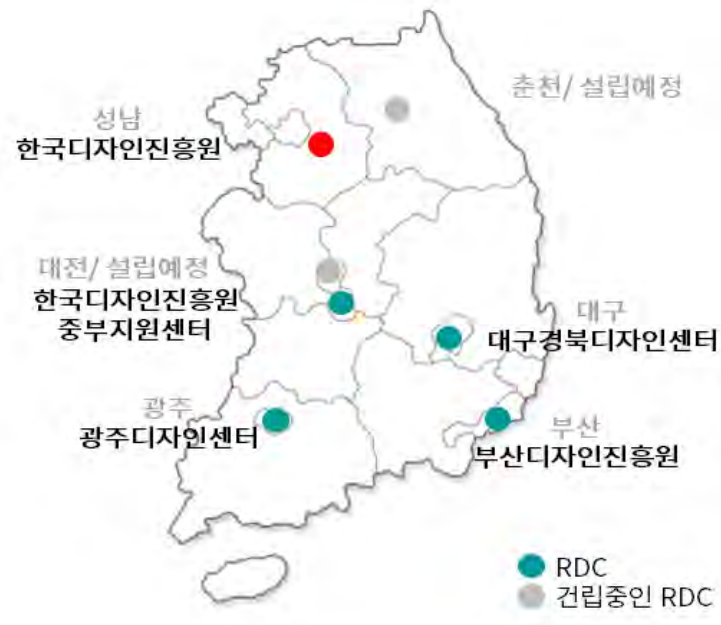 춘천/ 설립예정
성남
한국디자인진흥원
대전/ 설립예정
한국디자인진흥원
중부지원센터
대구
대구경북디자인센터
광주
광주디자인센터
부산
부산디자인진흥원
RDC
건립중인 RDC